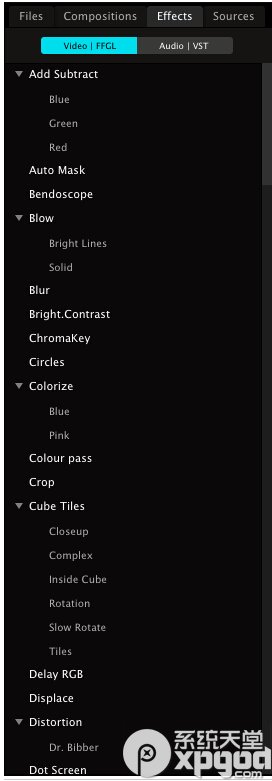 Files Compositions Effects Sources
Video | FFGL Audio | VST
Add Subtract
Blue
Green
Red
Auto Mask
Bendoscope
Blow
Bright Lines
Solid
Blur
Bright.Contrast
ChromaKey
Circles
Colorize
Blue
Pink
Colour pass
Crop
Cube Tiles
Closeup
Complex
Inside Cube
Rotation
Slow Rotate
Tiles
Delay RGB
Displace
Distortion
Dr. Bibber
Dot Screen
系统天堂
xpgod.com